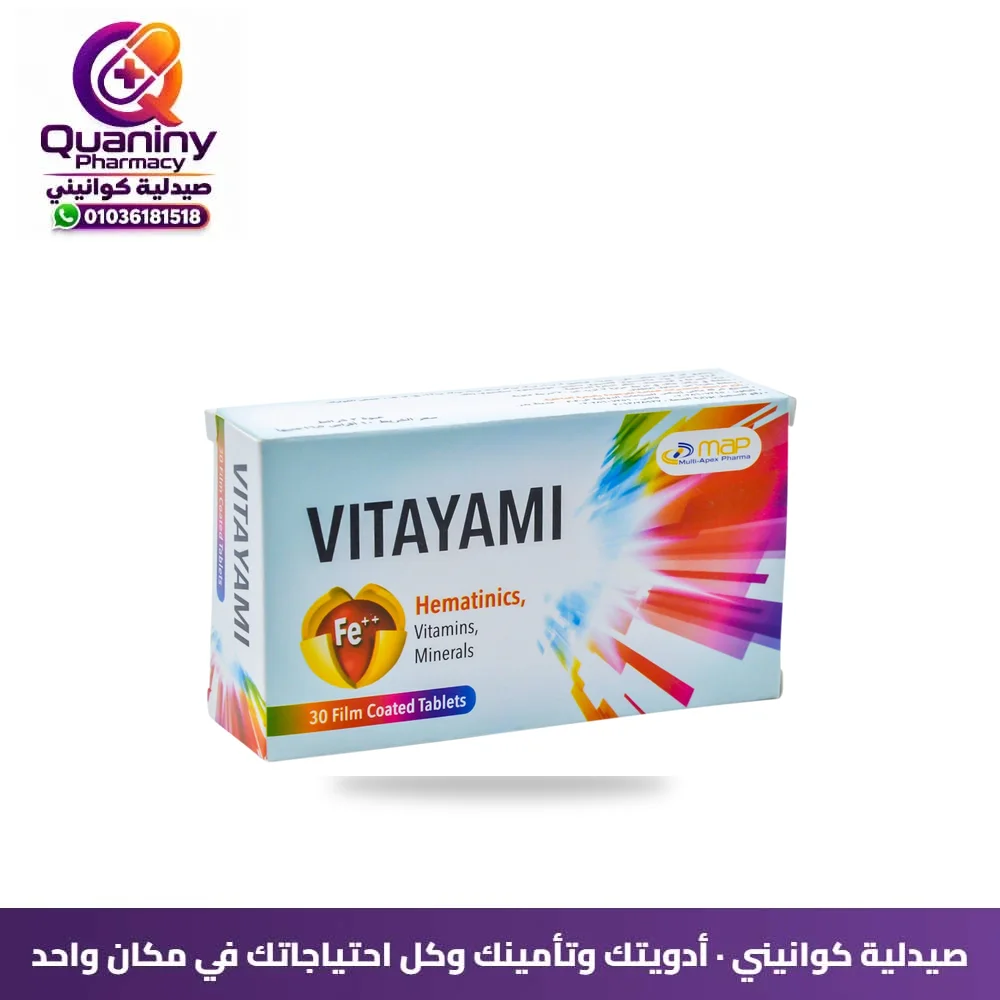 Quaniny
Pharmacy
صيدلية كوانيني
01036181518
map
Multi-Apex Pharma
VITAYAMI
Fe++
Hematinics,
Vitamins,
Minerals
30 Film Coated Tablets
VITAYAMI
30 Film Coated Tablets
صيدلية كوانيني · أدويتك وتأمينك وكل احتياجاتك في مكان واحد